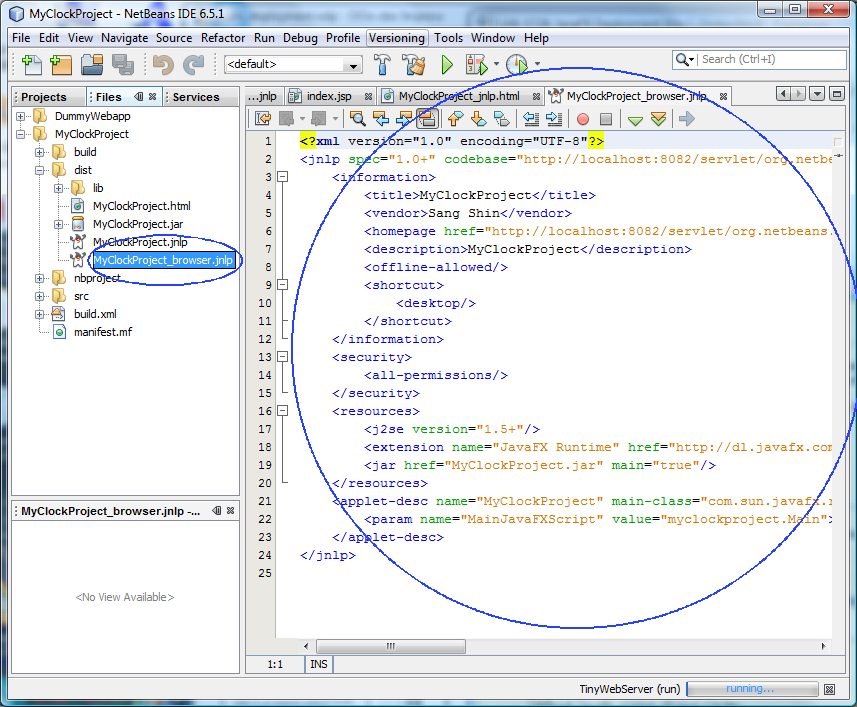 MyClockProject - NetBeans IDE 6.5.1
File Edit View Navigate Source Refactor Run Debug Profile Versioning Tools Window Help
<default>
Search (Ctrl+I)
Projects Files Services
...jnlp index.jsp MyClockProject_jnlp.html MyClockProject_browser.jnlp
DummyWebapp
MyClockProject
build
dist
lib
MyClockProject.html
MyClockProject.jar
MyClockProject.jnlp
MyClockProject_browser.jnlp
nbproject
src
build.xml
manifest.mf
MyClockProject_browser.jnlp -...
<No View Available>
1 <?xml version="1.0" encoding="UTF-8"?>
2 <jnlp spec="1.0+" codebase="http://localhost:8082/servlet/org.netbe
3 <information>
4 <title>MyClockProject</title>
5 <vendor>Sang Shin</vendor>
6 <homepage href="http://localhost:8082/servlet/org.netbeans.
7 <description>MyClockProject</description>
8 <offline-allowed/>
9 <shortcut>
10 <desktop/>
11 </shortcut>
12 </information>
13 <security>
14 <all-permissions/>
15 </security>
16 <resources>
17 <j2se version="1.5+"/>
18 <extension name="JavaFX Runtime" href="http://dl.javafx.com
19 <jar href="MyClockProject.jar" main="true"/>
20 </resources>
21 <applet-desc name="MyClockProject" main-class="com.sun.javafx.r
22 <param name="MainJavaFXScript" value="myclockproject.Main">
23 </applet-desc>
24 </jnlp>
25
1:1 INS
TinyWebServer (run) running...